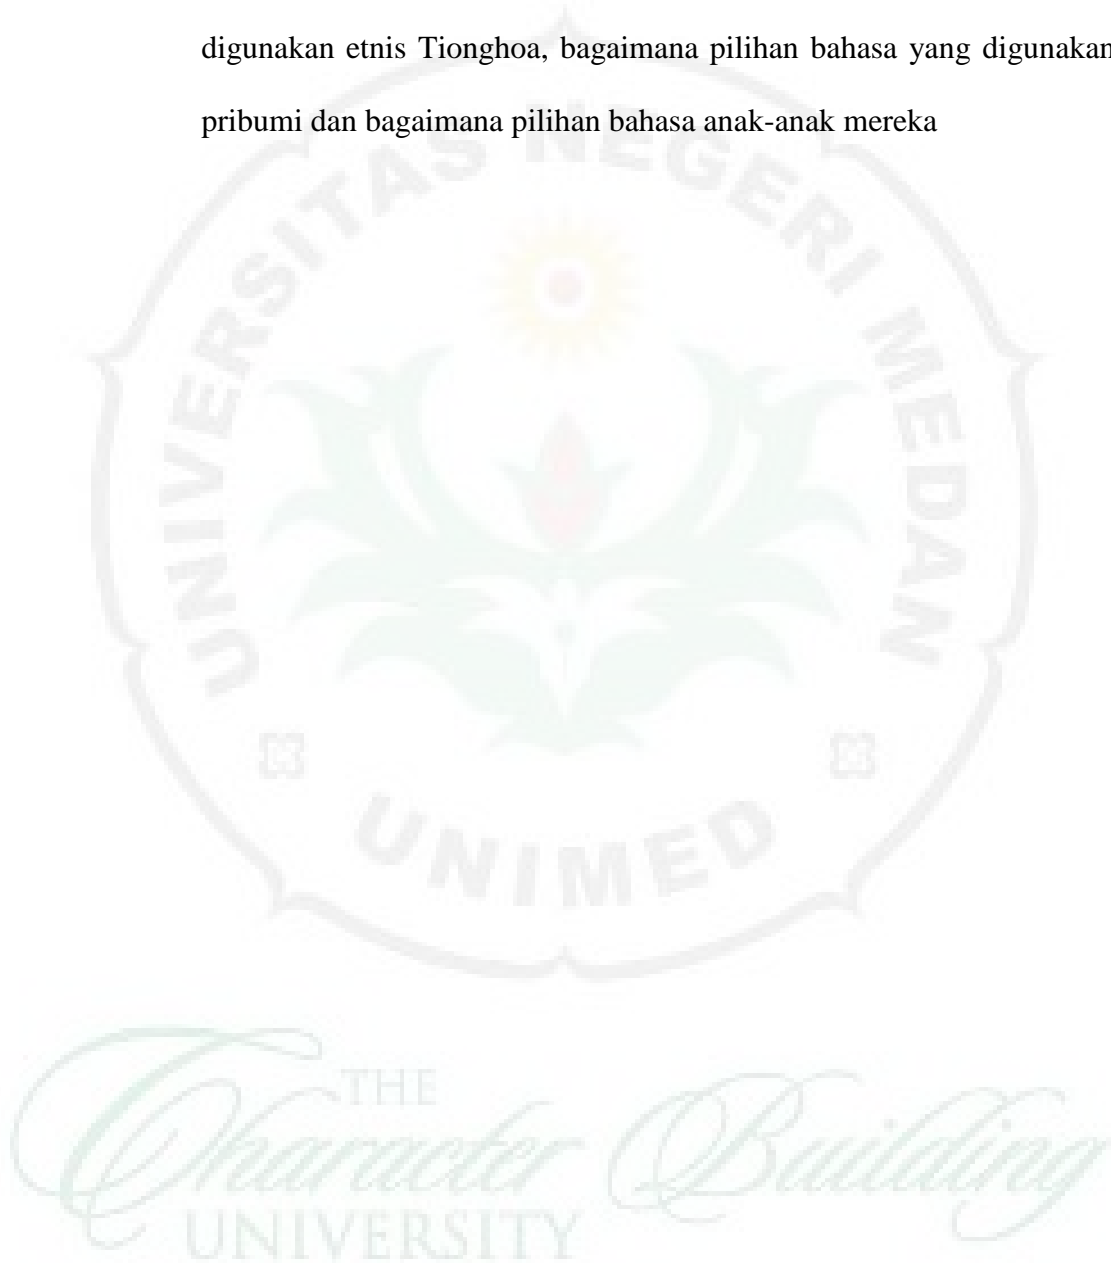 digunakan etnis Tionghoa, bagaimana pilihan bahasa yang digunakan
pribumi dan bagaimana pilihan bahasa anak-anak mereka
UNIVERSITAS NEGERI MEDAN
UNIMED
THE
Character Building
UNIVERSITY